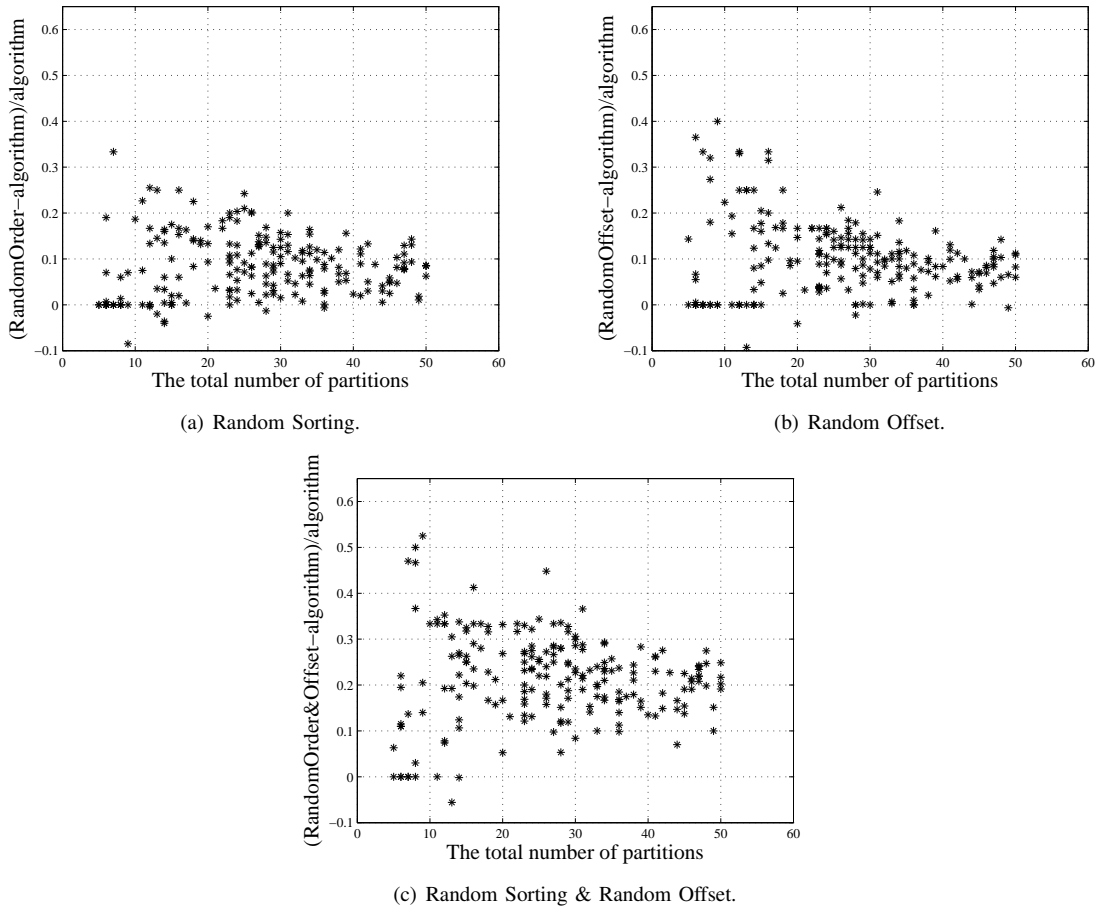 (RandomOrder−algorithm)/algorithm
0.6
0.5
0.4
0.3
0.2
0.1
0
−0.1
0 10 20 30 40 50 60
The total number of partitions
(a) Random Sorting.
(RandomOffset−algorithm)/algorithm
0.6
0.5
0.4
0.3
0.2
0.1
0
−0.1
0 10 20 30 40 50 60
The total number of partitions
(b) Random Offset.
(RandomOrder&Offset−algorithm)/algorithm
0.6
0.5
0.4
0.3
0.2
0.1
0
−0.1
0 10 20 30 40 50 60
The total number of partitions
(c) Random Sorting & Random Offset.